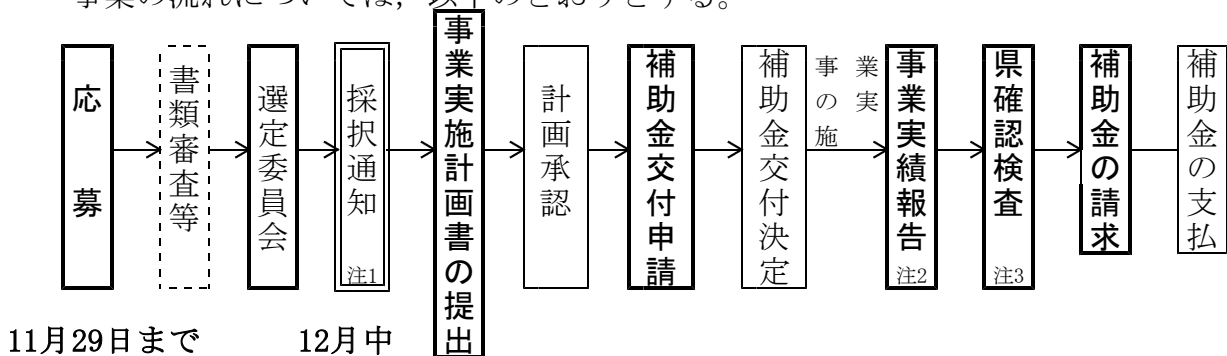 事業の流れについては，以下のとおりとする。
応募
書類審査等
選定委員会
採択通知
注1
事業実施計画書の提出
計画承認
補助金交付申請
補助金交付決定
事業の実施
事業実績報告
注2
県確認検査
注3
補助金の請求
補助金の支払
11月29日まで
12月中